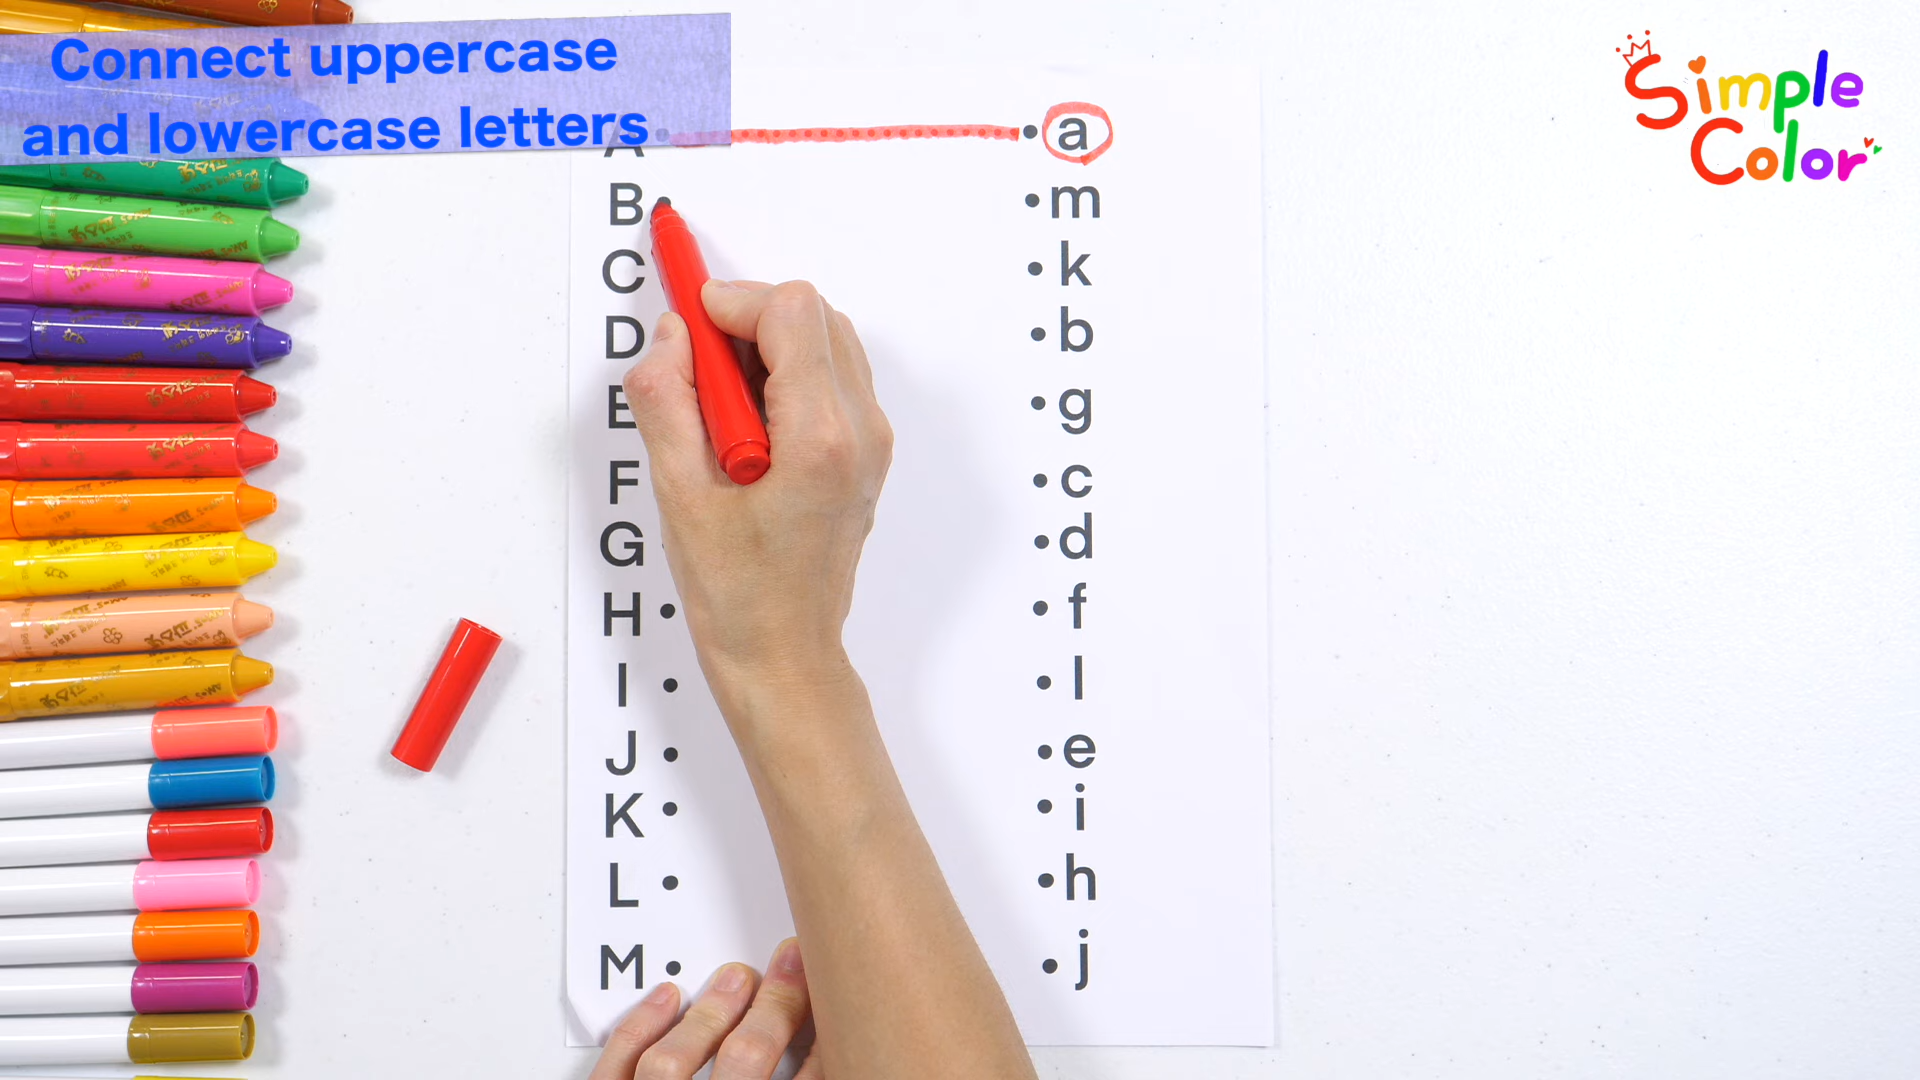 Connect uppercase
and lowercase letters
Simple
Color
A • • a
B • • m
C • k
D • b
E • g
F • c
G • d
H • • f
I • • l
J • • e
K • • i
L • • h
M • • j